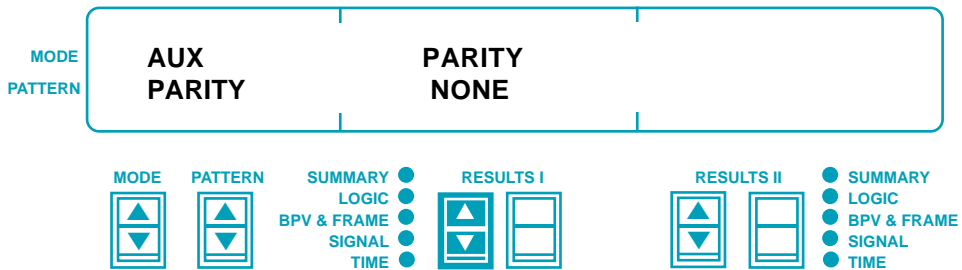 MODE AUX PARITY
PATTERN PARITY NONE
MODE PATTERN SUMMARY RESULTS I RESULTS II SUMMARY
LOGIC LOGIC
BPV & FRAME BPV & FRAME
SIGNAL SIGNAL
TIME TIME